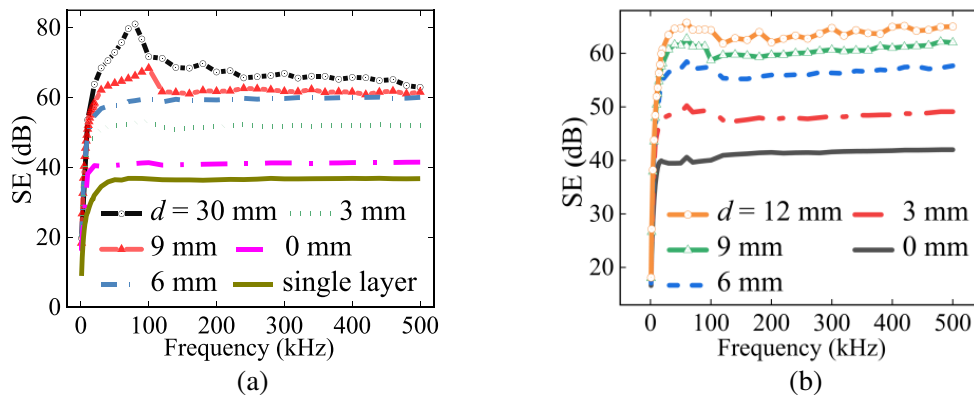 80
60
40
20
0
SE (dB)
d = 30 mm
3 mm
9 mm
0 mm
6 mm
single layer
0 100 200 300 400 500
Frequency (kHz)
(a)
60
50
40
30
20
SE (dB)
d = 12 mm
3 mm
9 mm
0 mm
6 mm
0 100 200 300 400 500
Frequency (kHz)
(b)